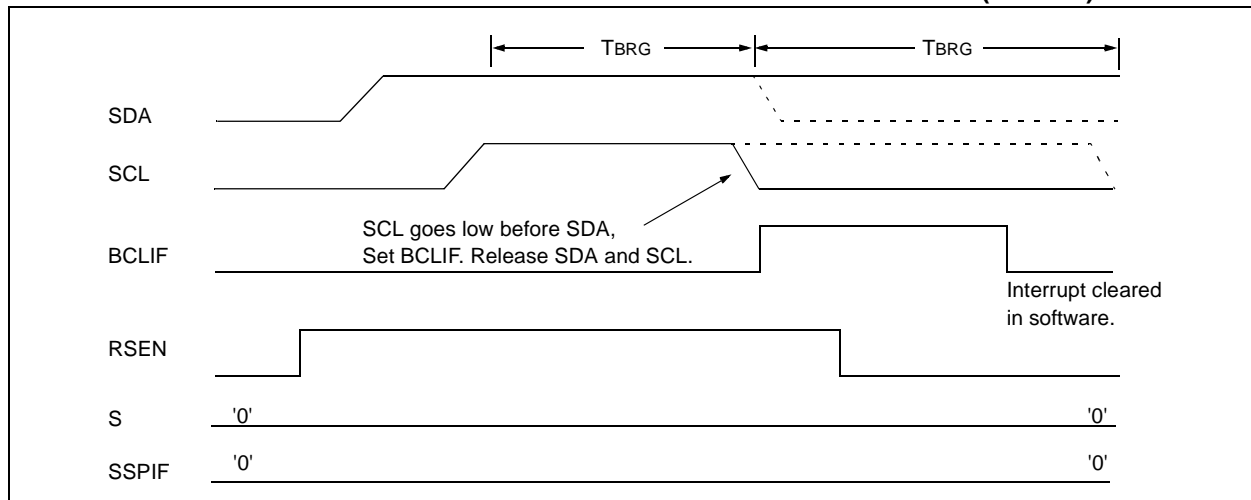 TBRG TBRG
SDA
SCL
SCL goes low before SDA,
Set BCLIF. Release SDA and SCL.
BCLIF
Interrupt cleared
in software.
RSEN
S '0' '0'
SSPIF '0' '0'